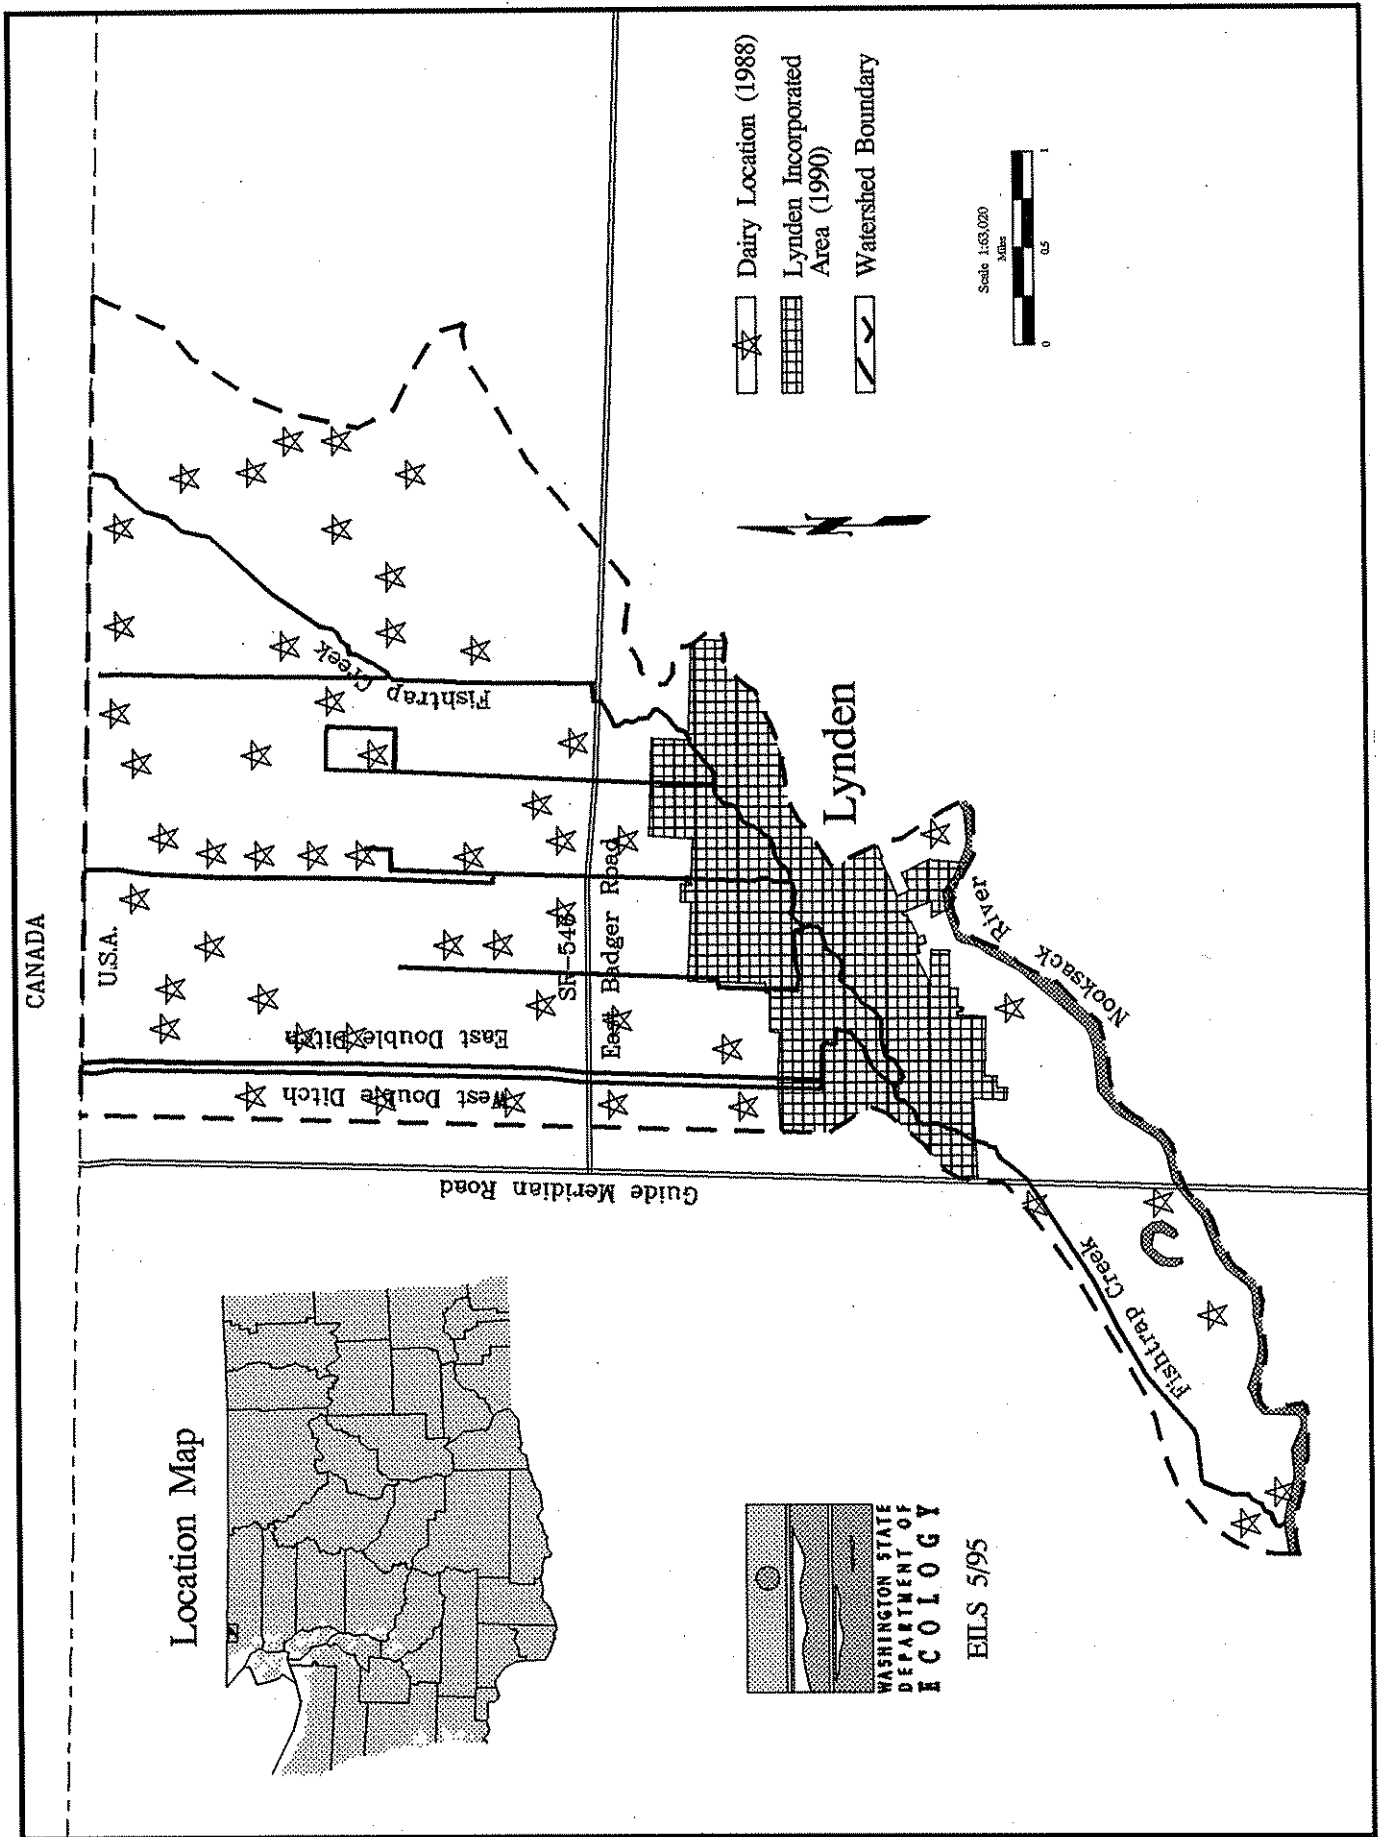 CANADA
U.S.A.
Location Map
West Double Ditch
East Double Ditch
Fishtrap
Creek
Guide Meridian Road
SR-546
East Badger Road
Lynden
Nooksack
River
Fishtrap Creek
Dairy Location (1988)
Lynden Incorporated
Area (1990)
Watershed Boundary
N
Scale 1:63,020
Miles
0 0.5 1
WASHINGTON STATE
DEPARTMENT OF
ECOLOGY
EILS 5/95